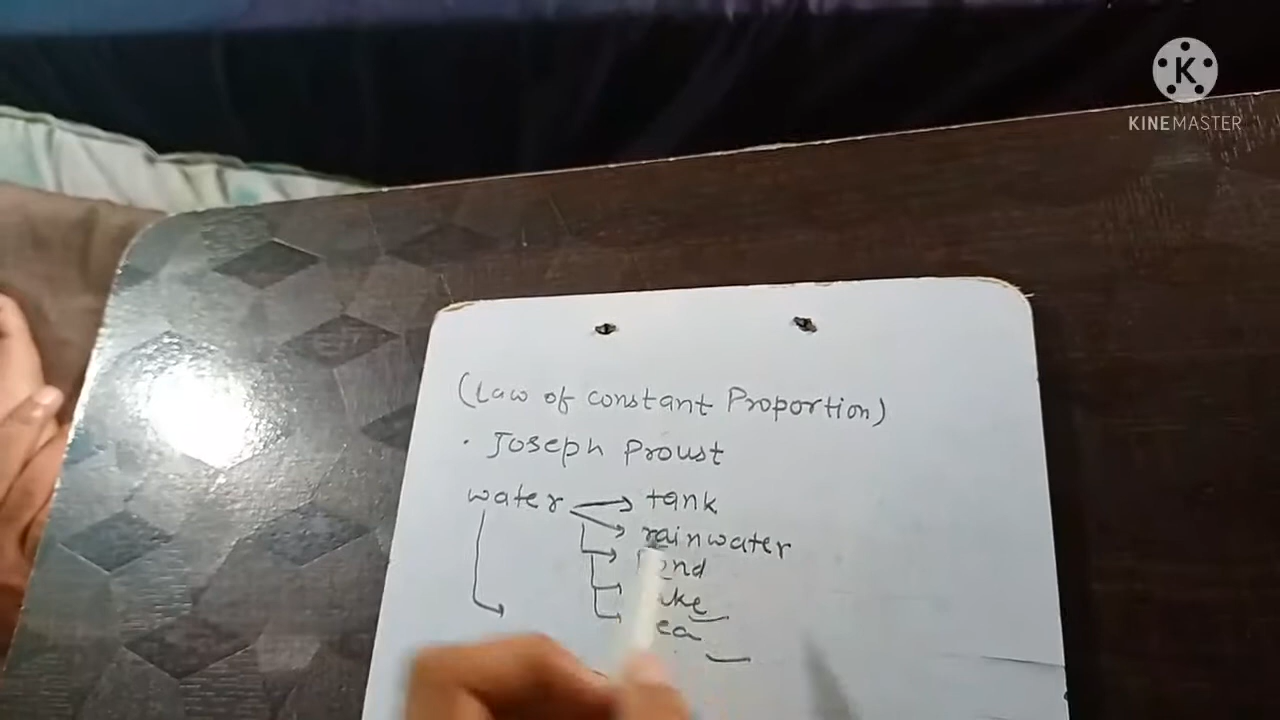 KINEMASTER
(Law of constant Proportion)
. Joseph Proust
water → tank
→ rainwater